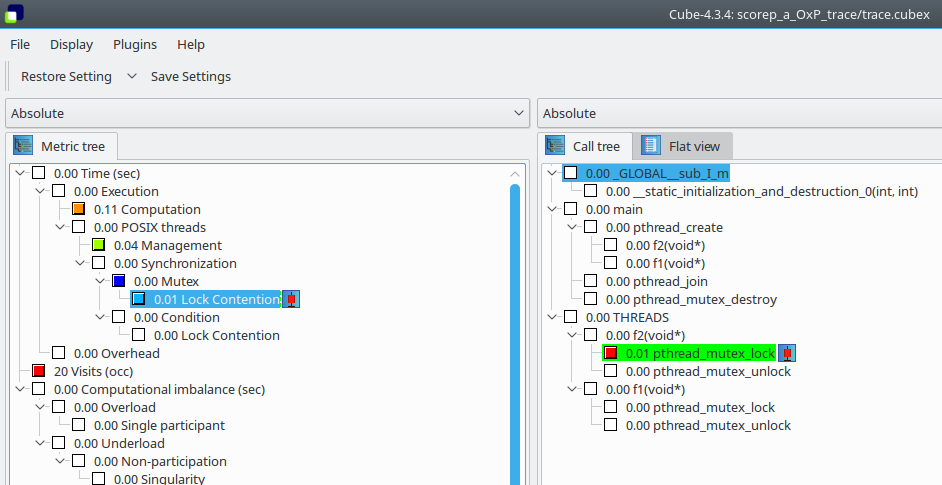 Cube-4.3.4: scorep_a_OxP_trace/trace.cubex
File Display Plugins Help
Restore Setting Save Settings
Absolute
Metric tree
0.00 Time (sec)
0.00 Execution
0.11 Computation
0.00 POSIX threads
0.04 Management
0.00 Synchronization
0.00 Mutex
0.01 Lock Contention
0.00 Condition
0.00 Lock Contention
0.00 Overhead
20 Visits (occ)
0.00 Computational imbalance (sec)
0.00 Overload
0.00 Single participant
0.00 Underload
0.00 Non-participation
0.00 Singularity
Absolute
Call tree Flat view
0.00 _GLOBAL__sub_I_m
0.00 __static_initialization_and_destruction_0(int, int)
0.00 main
0.00 pthread_create
0.00 f2(void*)
0.00 f1(void*)
0.00 pthread_join
0.00 pthread_mutex_destroy
0.00 THREADS
0.00 f2(void*)
0.01 pthread_mutex_lock
0.00 pthread_mutex_unlock
0.00 f1(void*)
0.00 pthread_mutex_lock
0.00 pthread_mutex_unlock